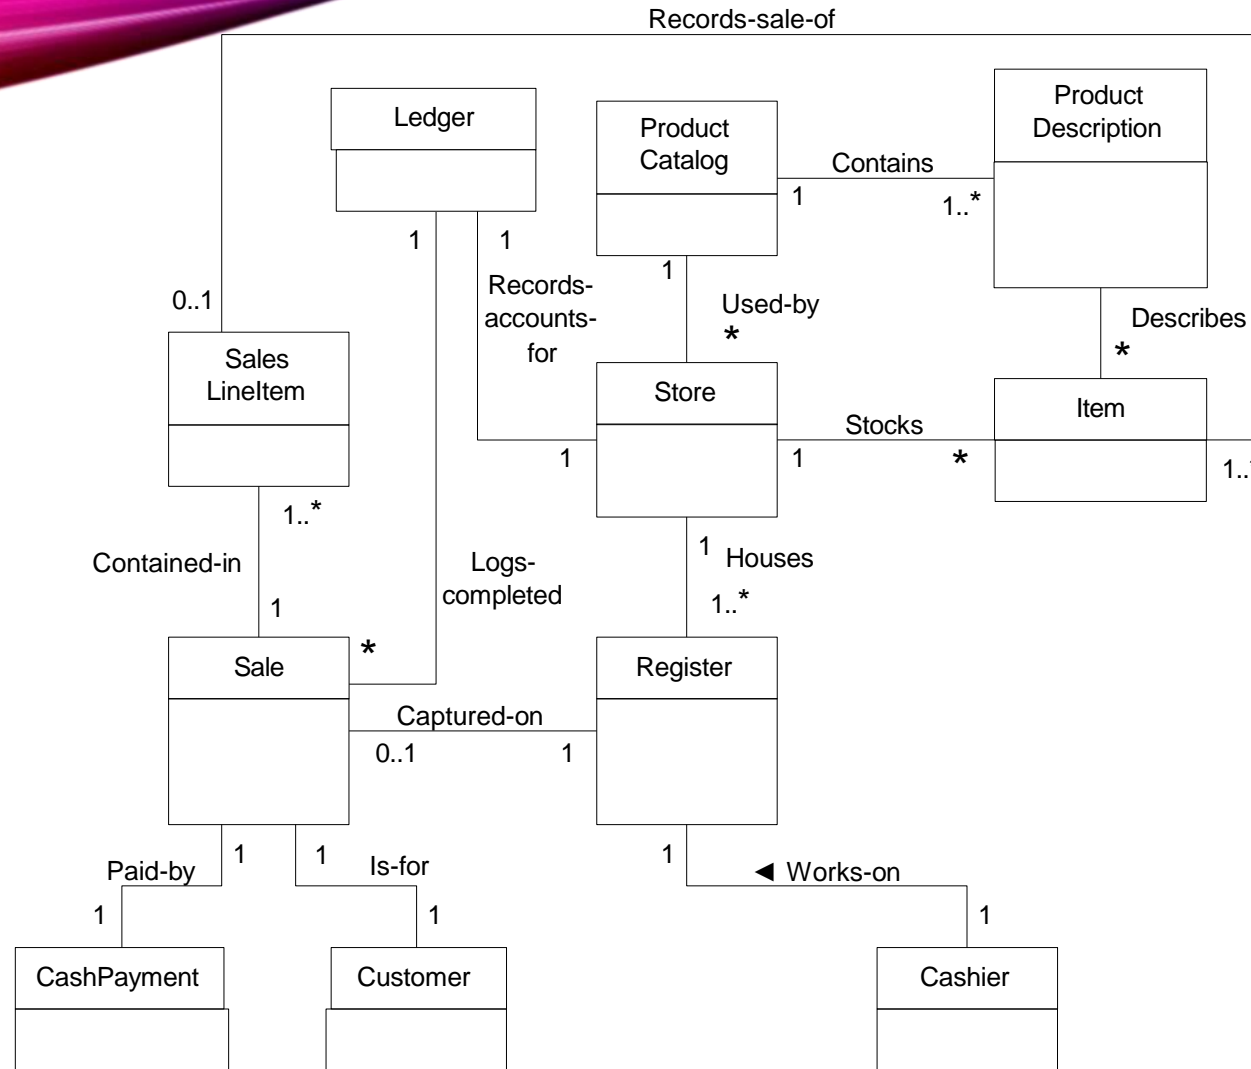 Records-sale-of
Ledger
Product
Catalog
Product
Description
Contains
1
1..*
1
1
1
Records-
accounts-
for
Used-by
*
0..1
Describes
*
Sales
LineItem
Store
Item
Stocks
1
1
*
1..
1..*
Contained-in
1
Logs-
completed
*
1
Houses
1..*
Sale
Register
Captured-on
0..1
1
Paid-by
1
1
Is-for
1
◄ Works-on
1
1
1
CashPayment
Customer
Cashier